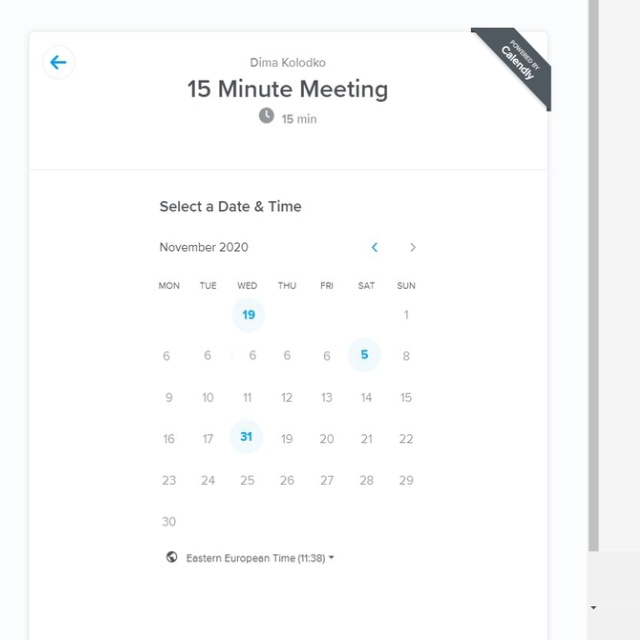 Dima Kolodko
15 Minute Meeting
15 min
POWERED BY
Calendly
Select a Date & Time
November 2020
MON TUE WED THU FRI SAT SUN
19 1
6 6 6 6 6 5 8
9 10 11 12 13 14 15
16 17 31 19 20 21 22
23 24 25 26 27 28 29
30
Eastern European Time (11:38)